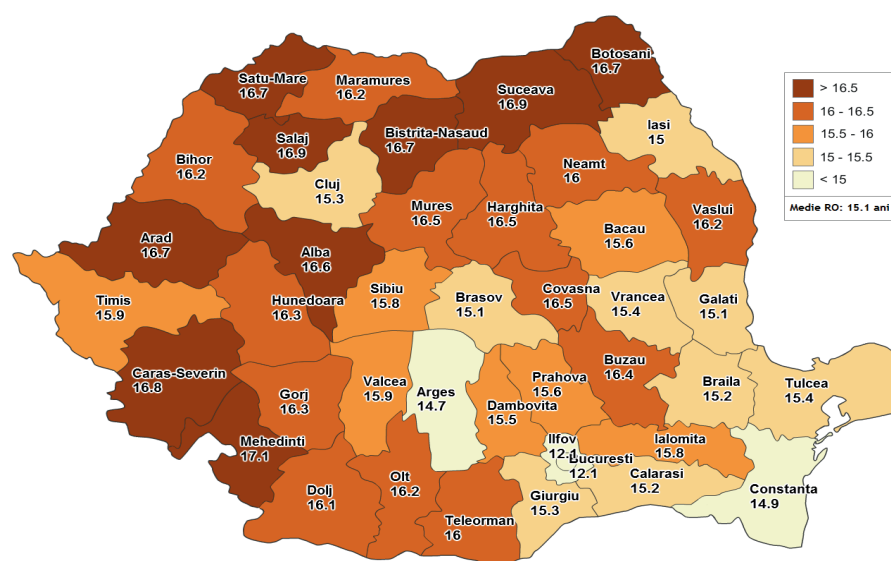 Botosani
16.7
Satu-Mare
16.7
Maramures
16.2
Suceava
16.9
> 16.5
16 - 16.5
15.5 - 16
15 - 15.5
< 15
Medie RO: 15.1 ani
Iasi
15
Salaj
16.9
Bistrita-Nasaud
16.7
Bihor
16.2
Neamt
16
Cluj
15.3
Mures
16.5
Harghita
16.5
Vaslui
16.2
Bacau
15.6
Arad
16.7
Alba
16.6
Timis
15.9
Hunedoara
16.3
Sibiu
15.8
Brasov
15.1
Covasna
16.5
Vrancea
15.4
Galati
15.1
Caras-Severin
16.8
Gorj
16.3
Valcea
15.9
Arges
14.7
Dambovita
15.5
Prahova
15.6
Buzau
16.4
Braila
15.2
Tulcea
15.4
Mehedinti
17.1
Ilfov
12.1
Bucuresti
12.1
Ialomita
15.8
Dolj
16.1
Olt
16.2
Teleorman
16
Giurgiu
15.3
Calarasi
15.2
Constanta
14.9